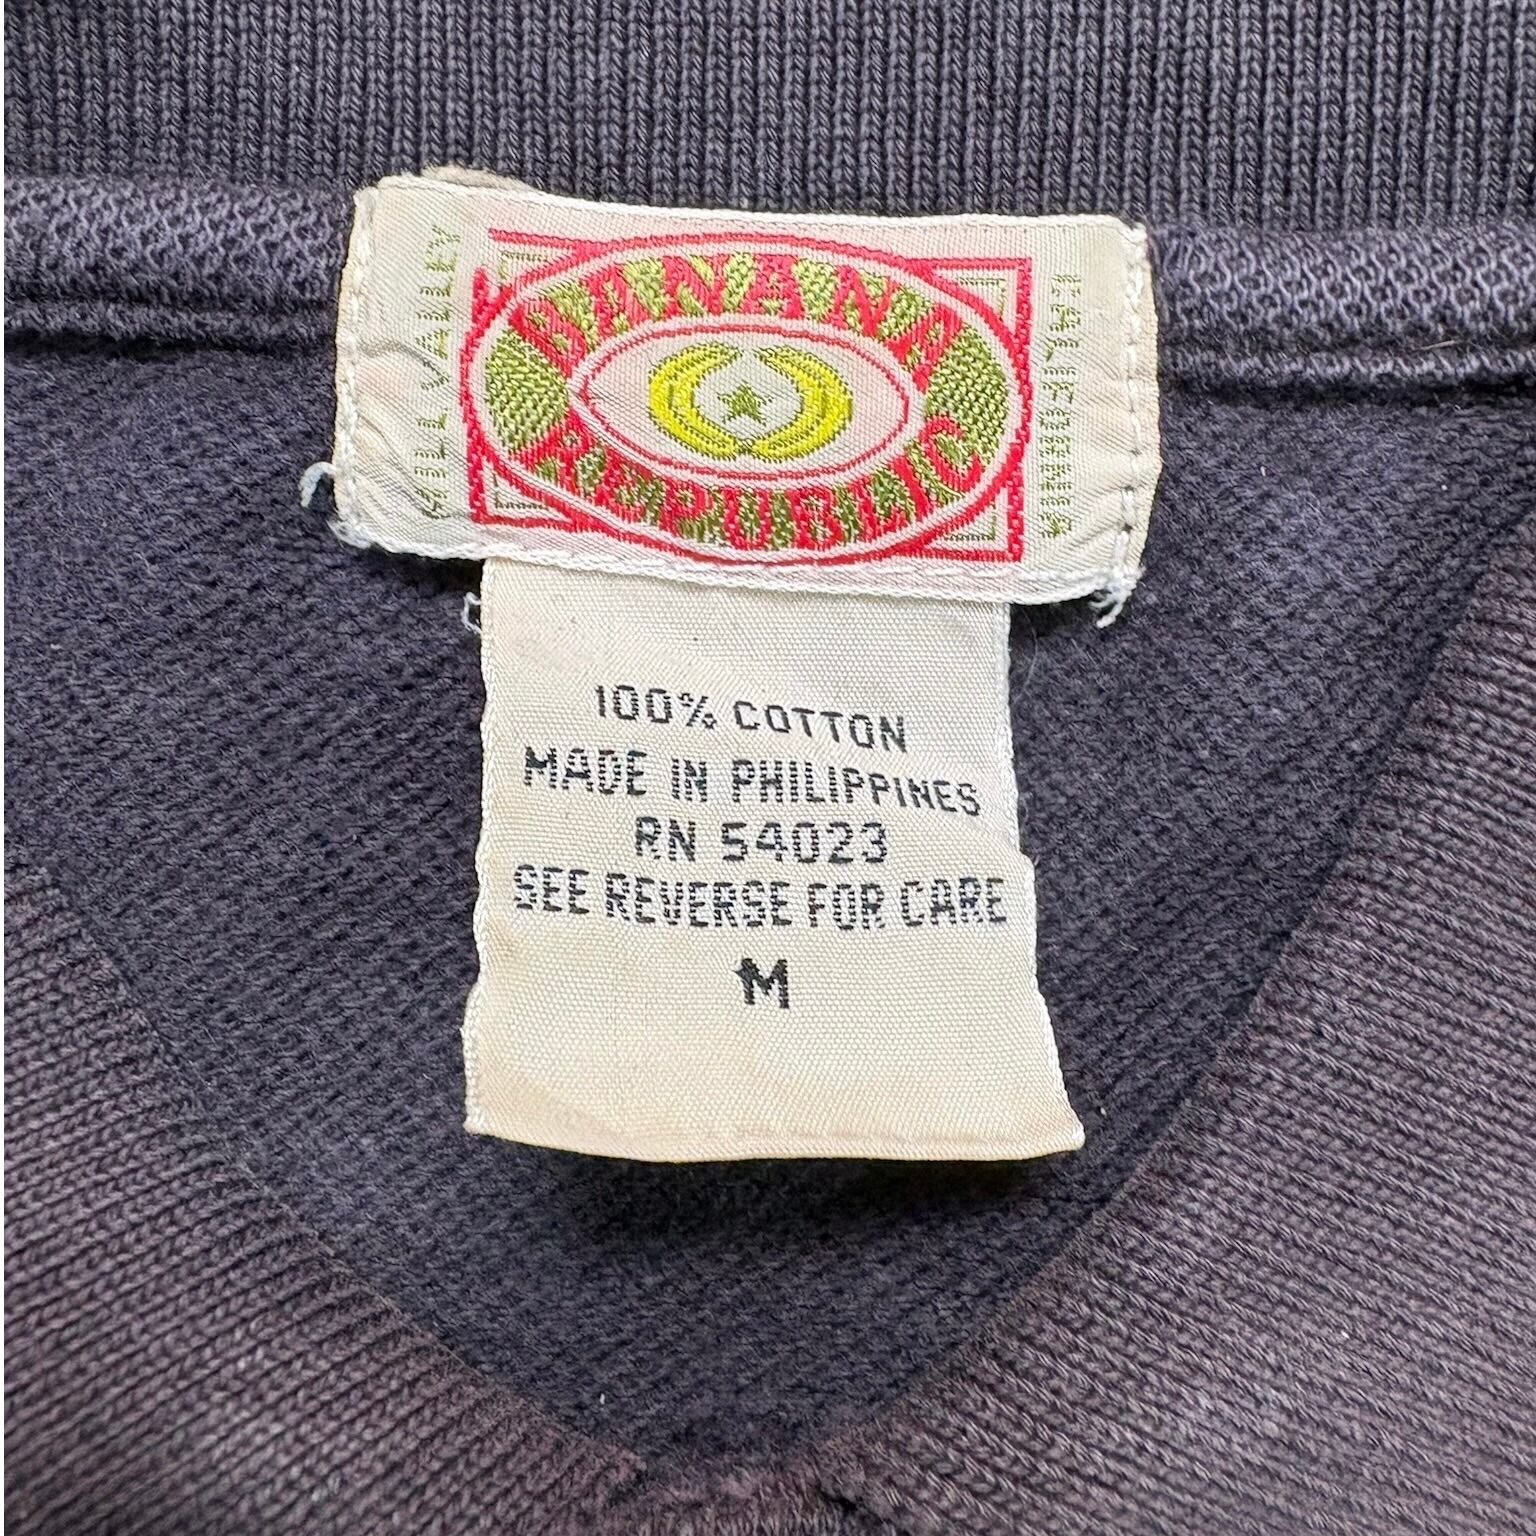 MILL VALLEY
BANANA
REPUBLIC
CALIFORNIA
100% COTTON
MADE IN PHILIPPINES
RN 54023
SEE REVERSE FOR CARE
M